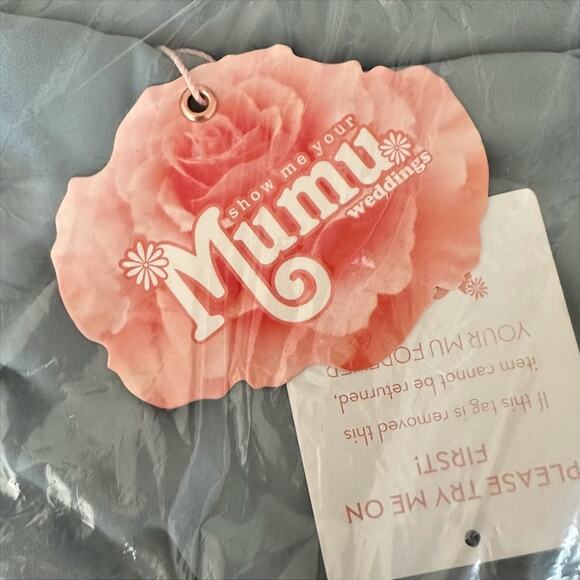 show me your
Mumu
weddings
PLEASE TRY ME ON
FIRST!
If this tag is removed this
item cannot be returned,
YOUR MU FOREVER